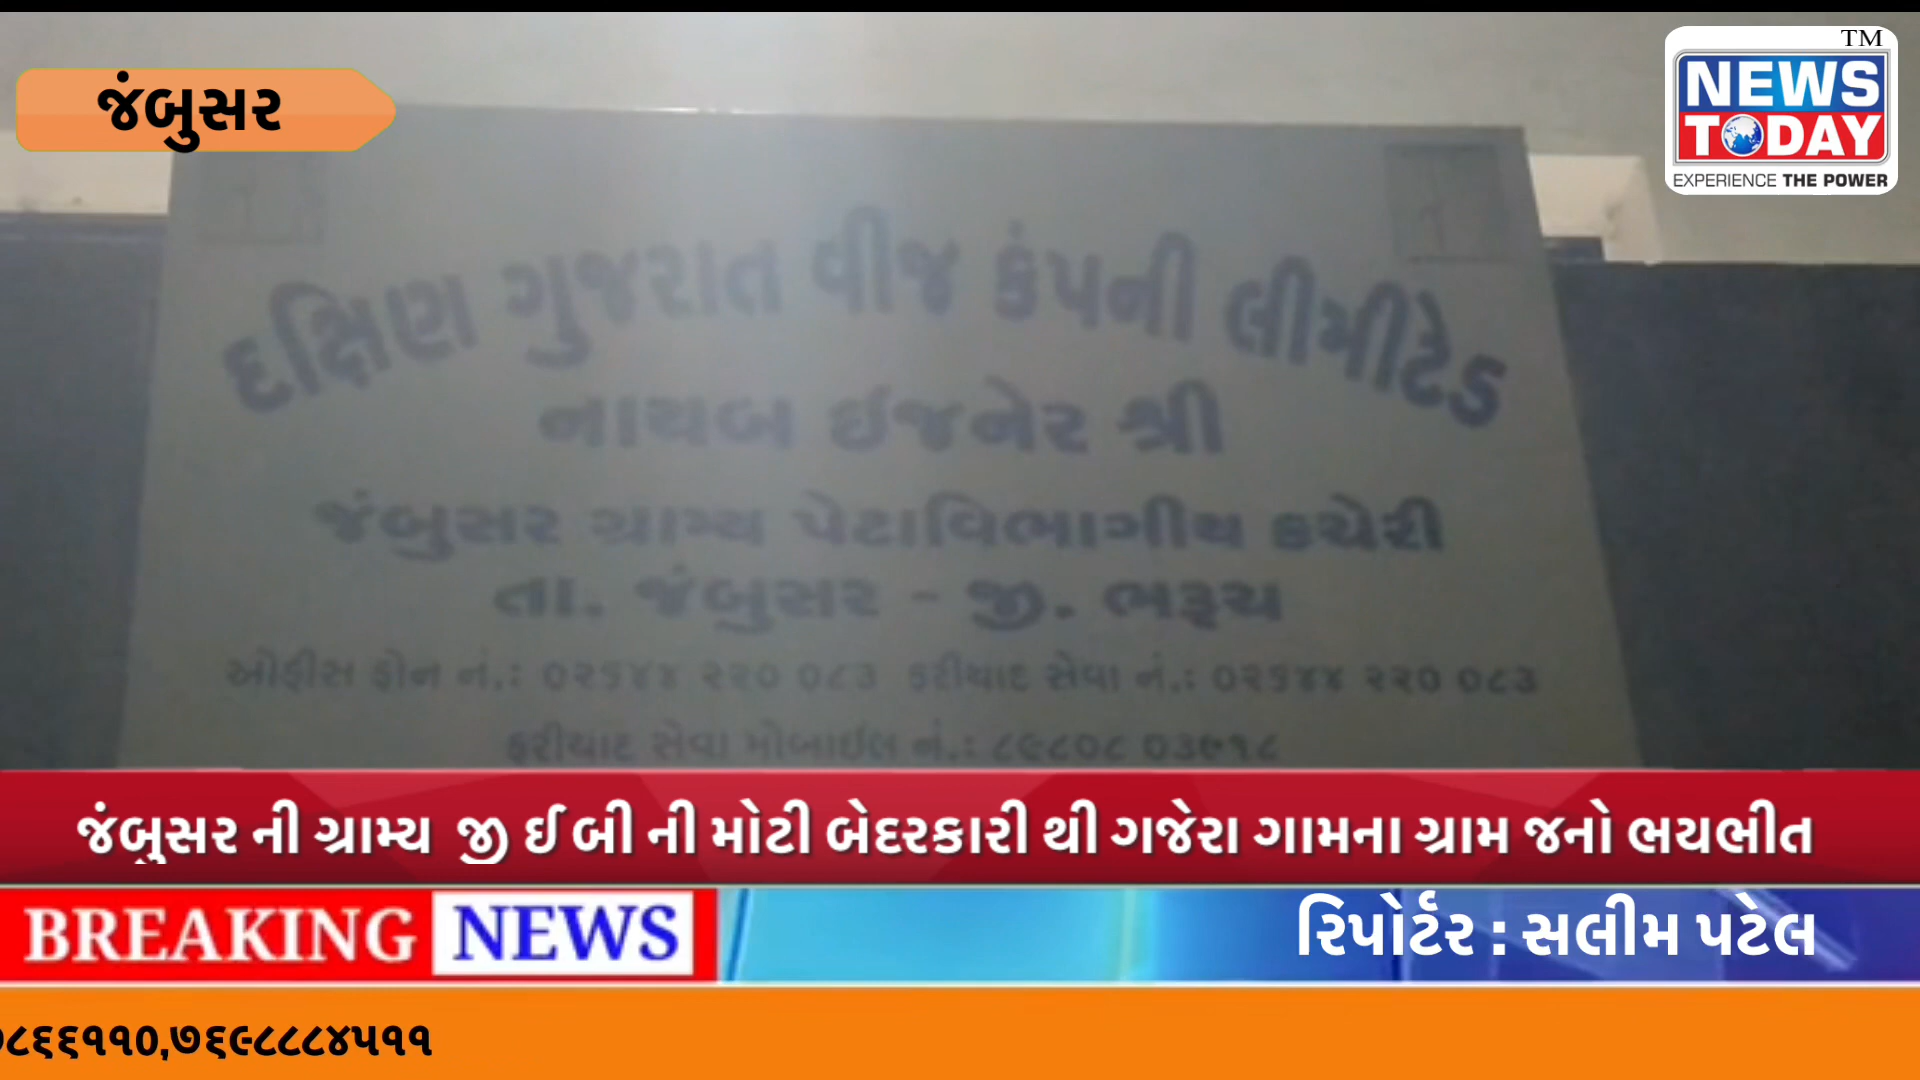 જંબુસર
TM
NEWS
TODAY
EXPERIENCE THE POWER
દક્ષિણ ગુજરાત વીજ કંપની લીમીટેડ
નાયબ ઈજનેર શ્રી
જંબુસર ગ્રામ્ય પેટાવિભાગીય કચેરી
તા. જંબુસર - જી. ભરૂચ
ઓફીસ ફોન નં.: ૦૨૬૪૪ ૨૨૦ ૦૮૩ ફરીયાદ સેવા નં.: ૦૨૬૪૪ ૨૨૦ ૦૮૩
ફરીયાદ સેવા મોબાઈલ નં.:
જંબુસર ની ગ્રામ્ય જી ઈ બી ની મોટી બેદરકારી થી ગજેરા ગામના ગ્રામ જનો ભયભીત
BREAKING NEWS
રિપોર્ટર : સલીમ પટેલ
૮૬૬૧૧૦,૭૬૯૮૮૮૪૫૧૧